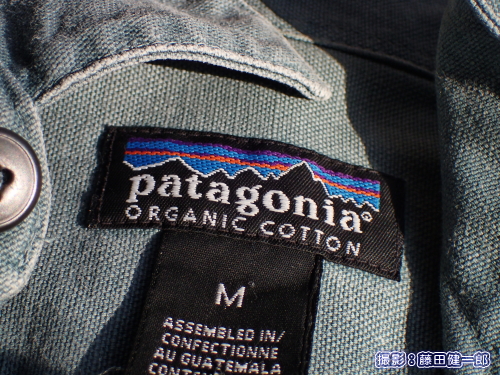 patagonia®
ORGANIC COTTON
M
ASSEMBLED IN/
CONFECTIONNE
AU GUATEMALA
撮影:藤田健一郎